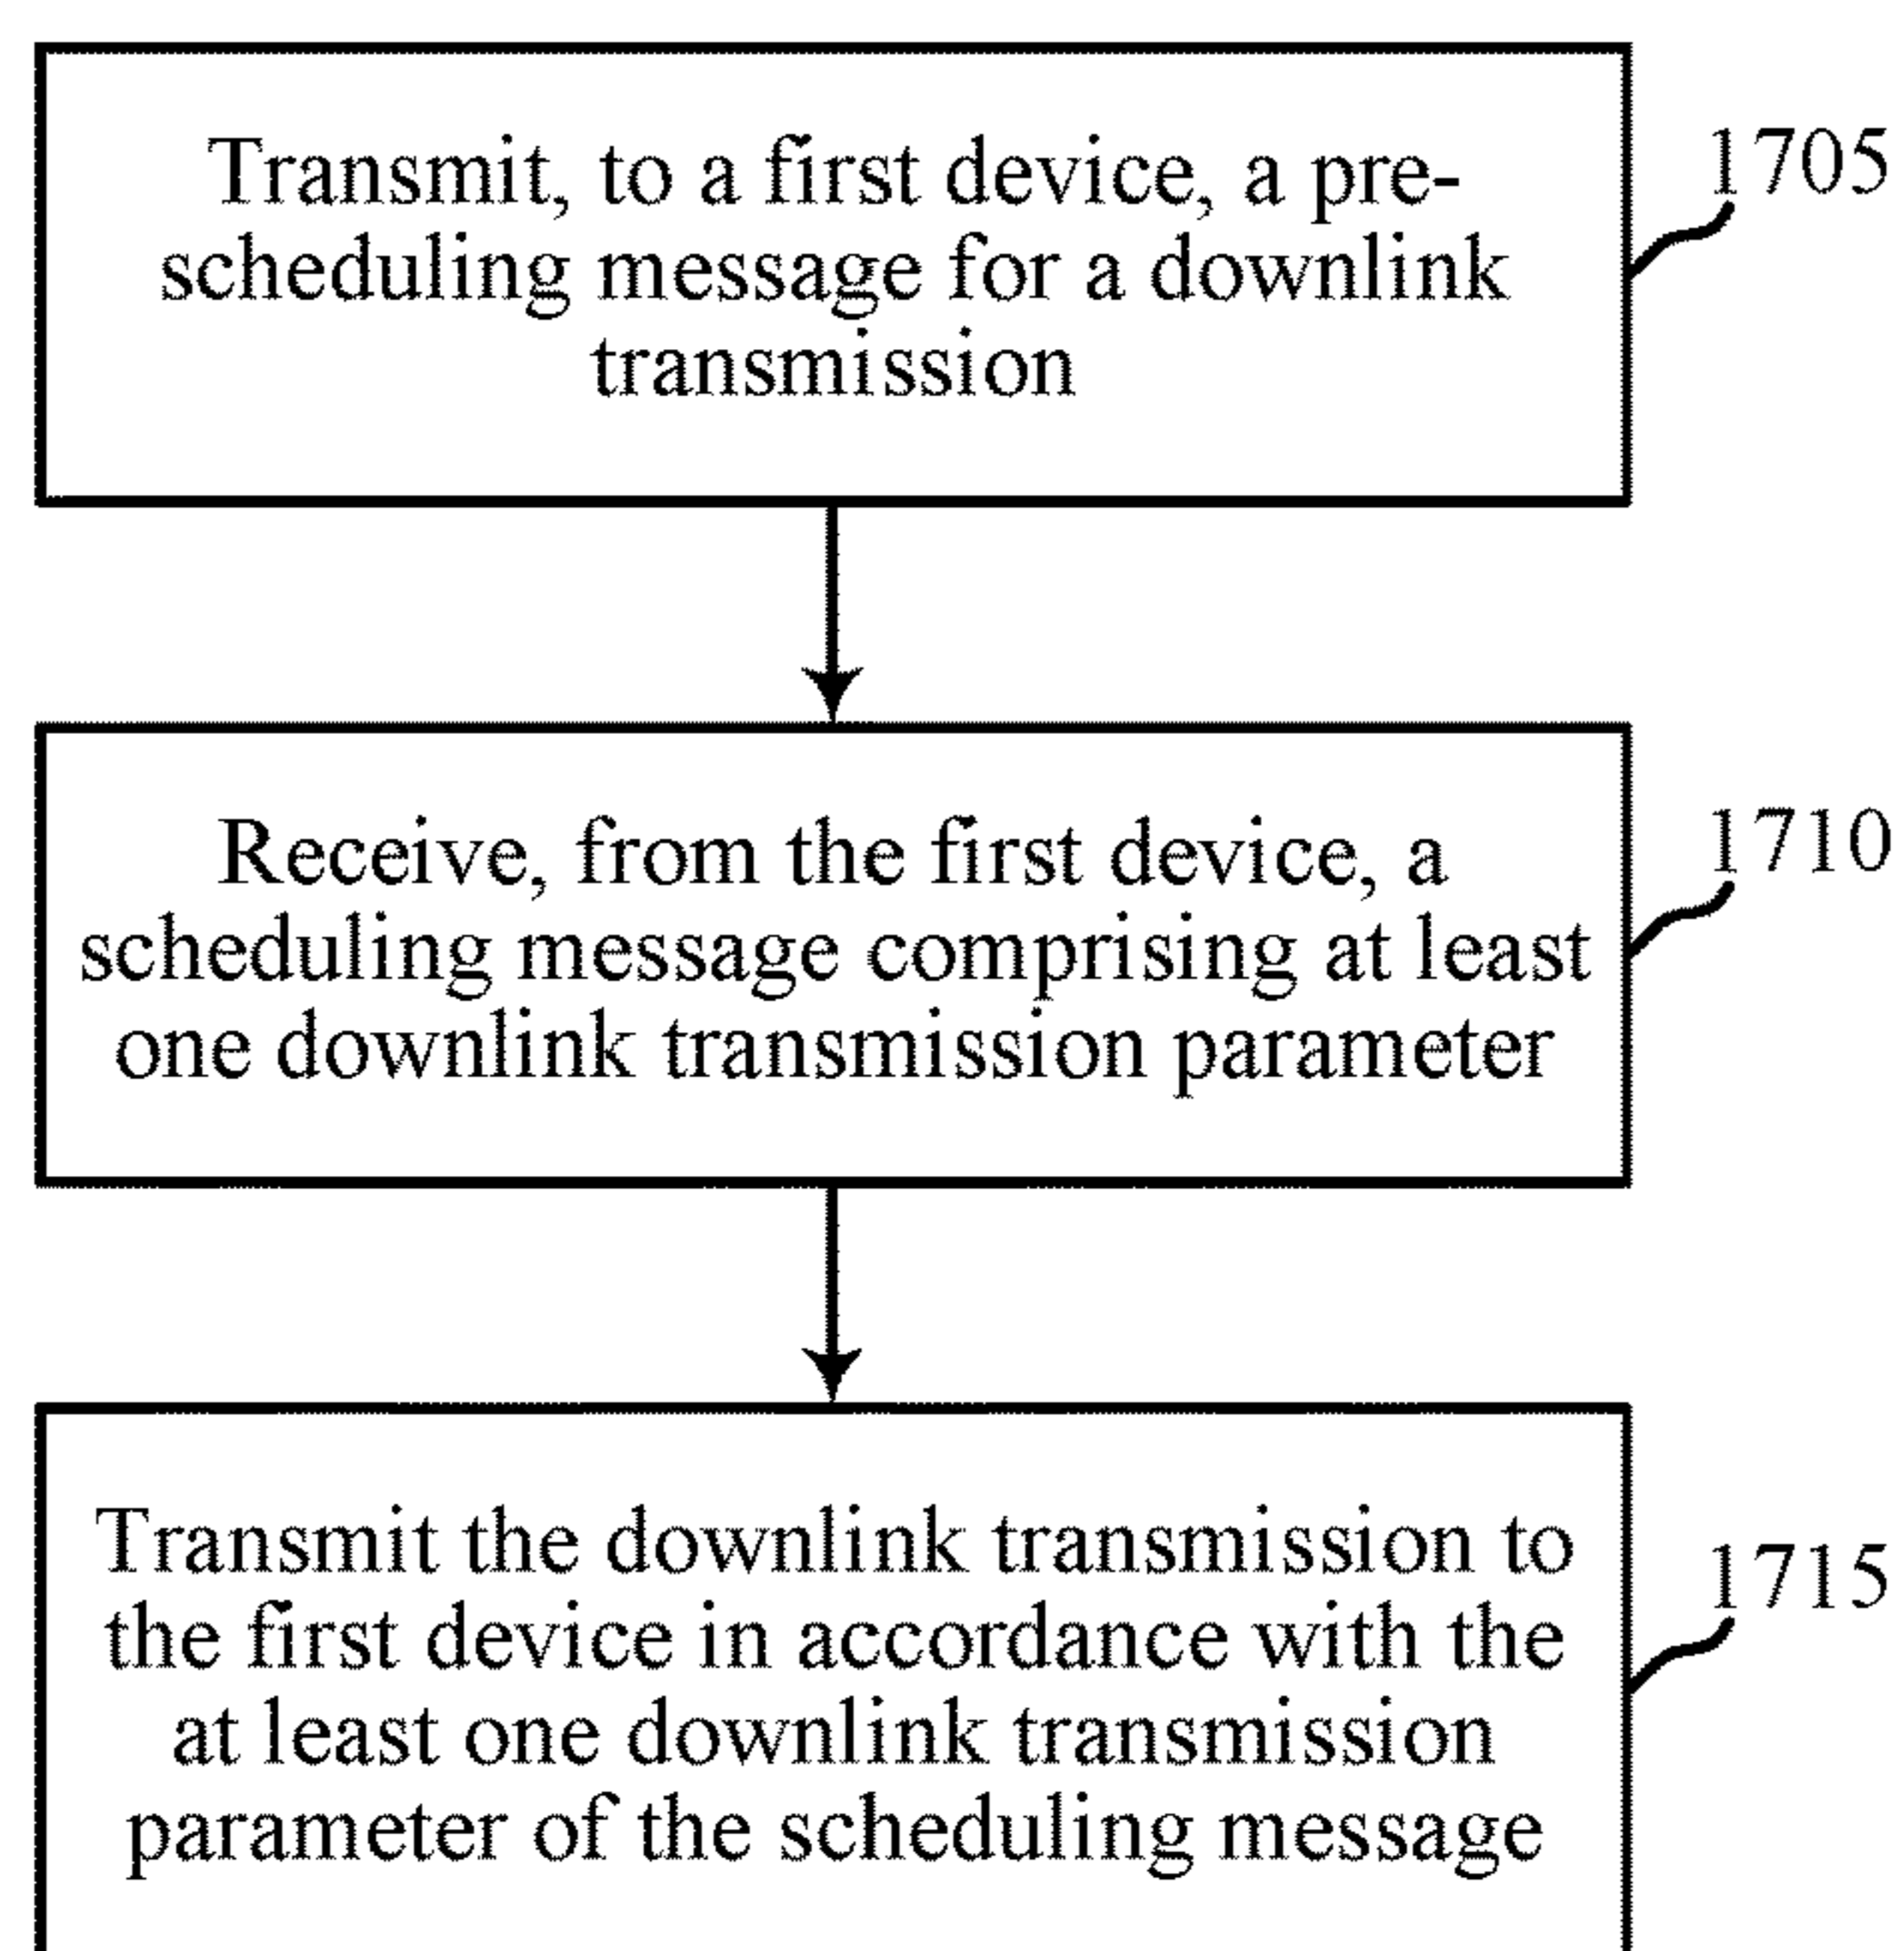 Transmit, to a first device, a pre-
scheduling message for a downlink
transmission
1705
Receive, from the first device, a
scheduling message comprising at least
one downlink transmission parameter
1710
Transmit the downlink transmission to
the first device in accordance with the
at least one downlink transmission
parameter of the scheduling message
1715